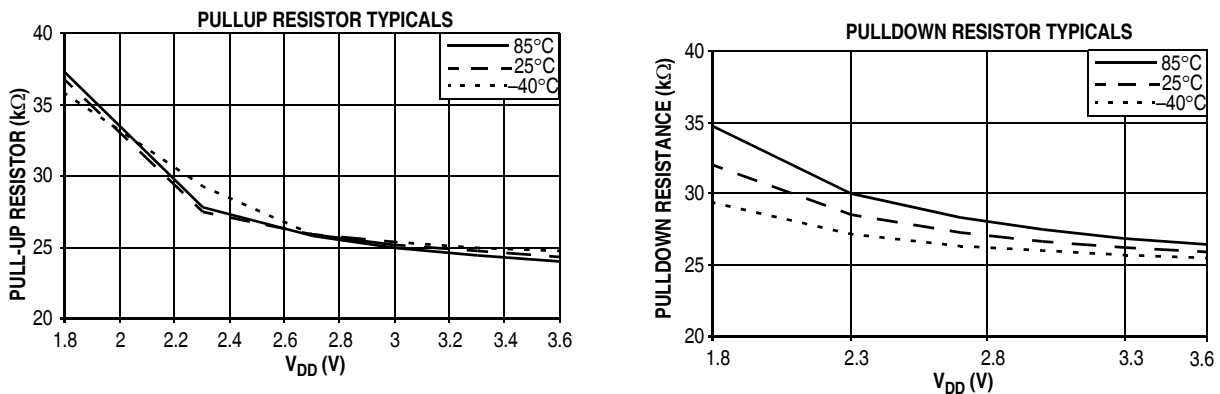 PULLUP RESISTOR TYPICALS
PULL-UP RESISTOR (kΩ)
40
35
30
25
20
85°C
25°C
–40°C
1.8 2 2.2 2.4 2.6 2.8 3 3.2 3.4 3.6
VDD (V)
PULLDOWN RESISTOR TYPICALS
PULLDOWN RESISTANCE (kΩ)
40
35
30
25
20
85°C
25°C
–40°C
1.8 2.3 2.8 3.3 3.6
VDD (V)